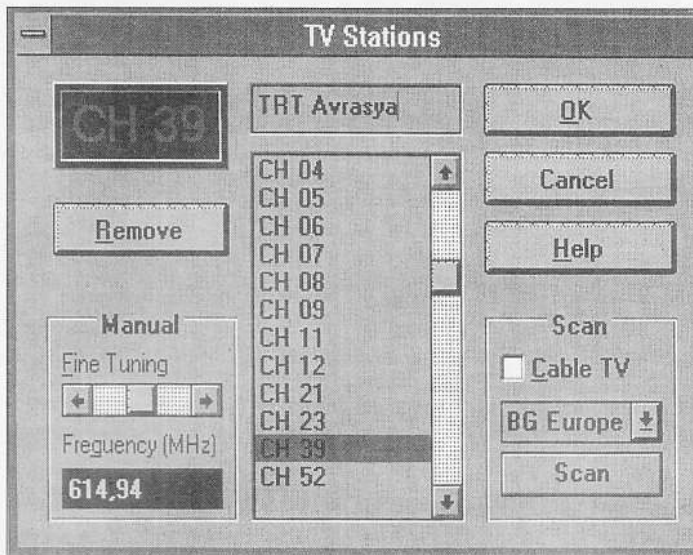 TV Stations
CH 39
TRT Avrasya
OK
Cancel
Help
Remove
CH 04
CH 05
CH 06
CH 07
CH 08
CH 09
CH 11
CH 12
CH 21
CH 23
CH 39
CH 52
Manual
Fine Tuning
Freguency (MHz)
614,94
Scan
Cable TV
BG Europe
Scan